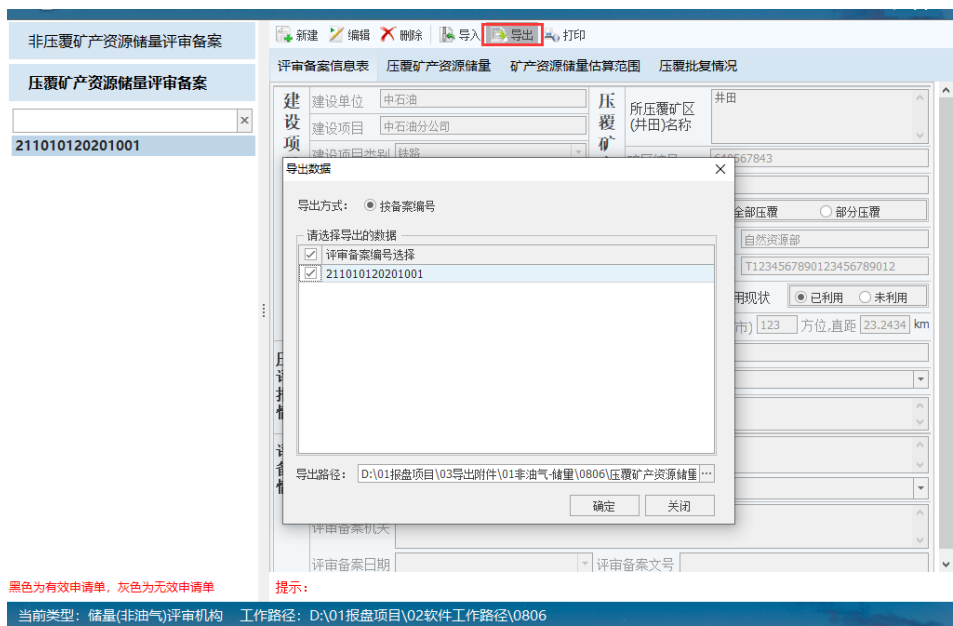 非压覆矿产资源储量评审备案
压覆矿产资源储量评审备案
211010120201001
新建 编辑 删除 导入 导出 打印
评审备案信息表 压覆矿产资源储量 矿产资源储量估算范围 压覆批复情况
建设项
建设单位 中石油
建设项目 中石油分公司
建设项目类别 铁路
压覆矿
所压覆矿区(井田)名称 井田
导出数据
导出方式： 按备案编号
请选择导出的数据
评审备案编号选择
211010120201001
全部压覆 部分压覆
自然资源部
T1234567890123456789012
用现状 已利用 未利用
市) 123 方位,直距 23.2434 km
导出路径： D:\01报盘项目\03导出附件\01非油气-储量\0806\压覆矿产资源储量 ...
确定 关闭
评审备案机关
评审备案日期 评审备案文号
黑色为有效申请单，灰色为无效申请单
提示：
当前类型：储量(非油气)评审机构 工作路径：D:\01报盘项目\02软件工作路径\0806